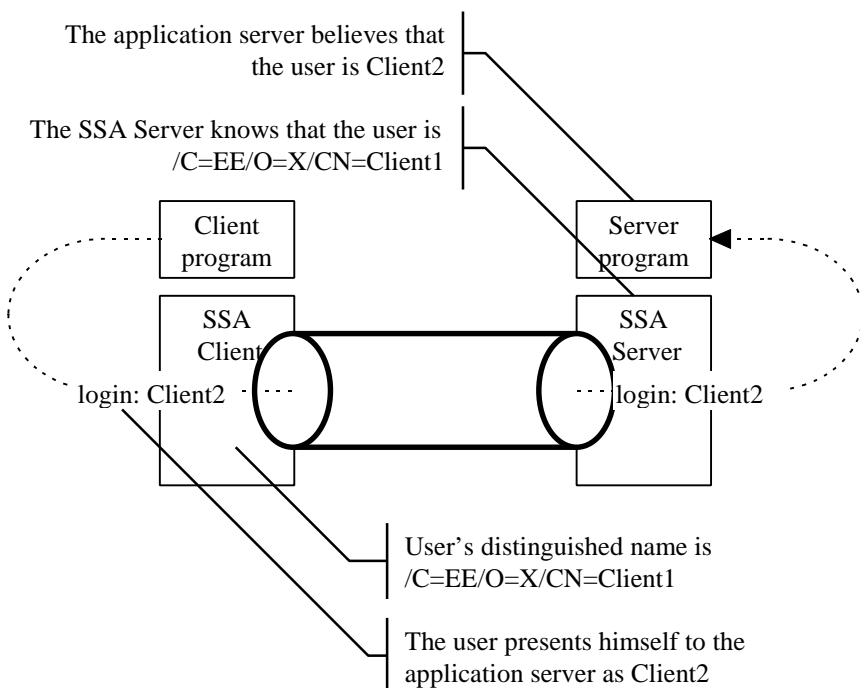 The application server believes that
the user is Client2
The SSA Server knows that the user is
/C=EE/O=X/CN=Client1
Client
program
Server
program
SSA
Client
SSA
Server
login: Client2
login: Client2
User's distinguished name is
/C=EE/O=X/CN=Client1
The user presents himself to the
application server as Client2